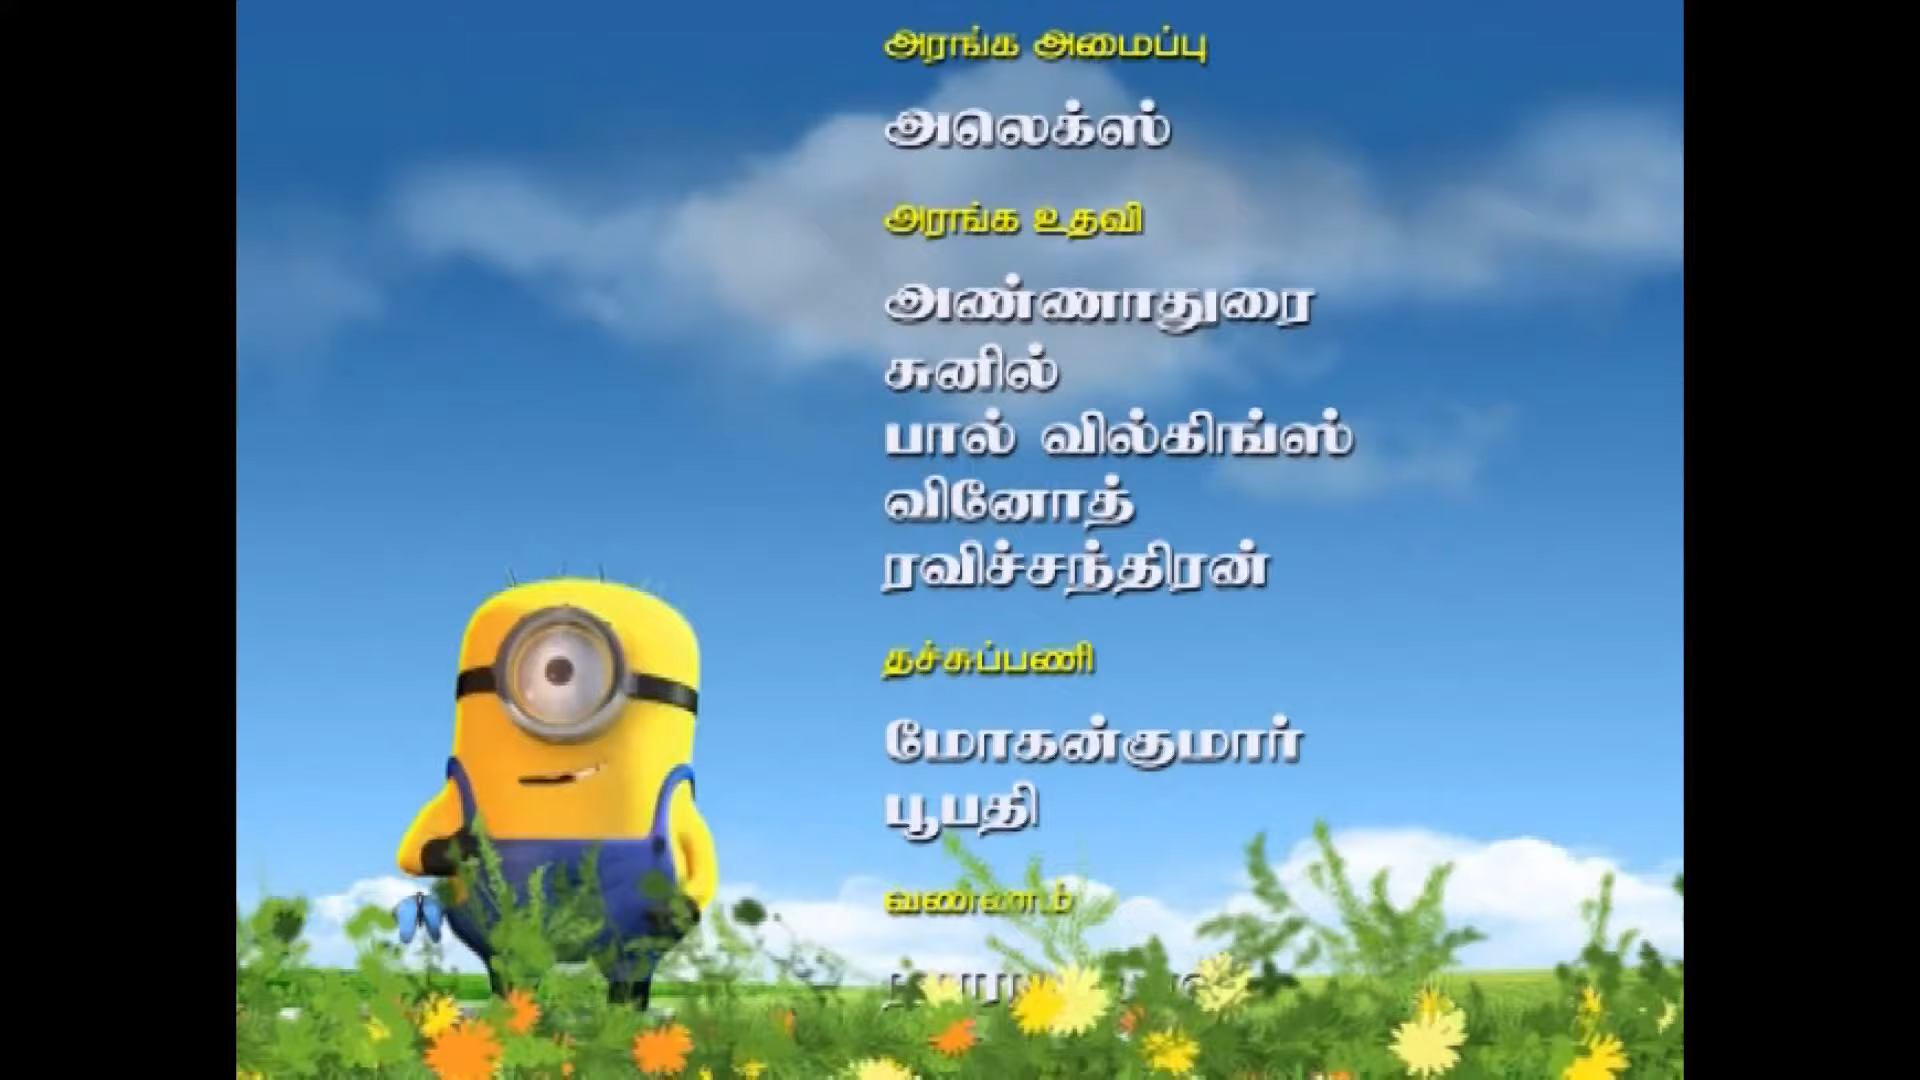 அரங்க அமைப்பு
அலெக்ஸ்
அரங்க உதவி
அண்ணாதுரை
சுனில்
பால் வில்கிங்ஸ்
வினோத்
ரவிச்சந்திரன்
தச்சுப்பணி
மோகன்குமார்
பூபதி
வண்ணம்